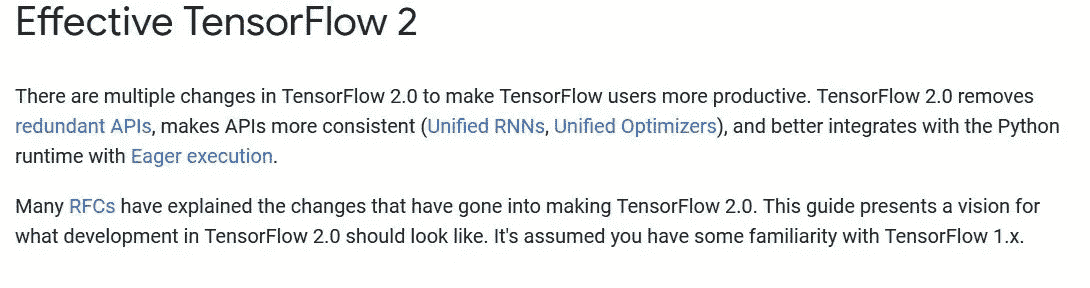 Effective TensorFlow 2
There are multiple changes in TensorFlow 2.0 to make TensorFlow users more productive. TensorFlow 2.0 removes
redundant APIs, makes APIs more consistent (Unified RNNs, Unified Optimizers), and better integrates with the Python
runtime with Eager execution.
Many RFCs have explained the changes that have gone into making TensorFlow 2.0. This guide presents a vision for
what development in TensorFlow 2.0 should look like. It's assumed you have some familiarity with TensorFlow 1.x.